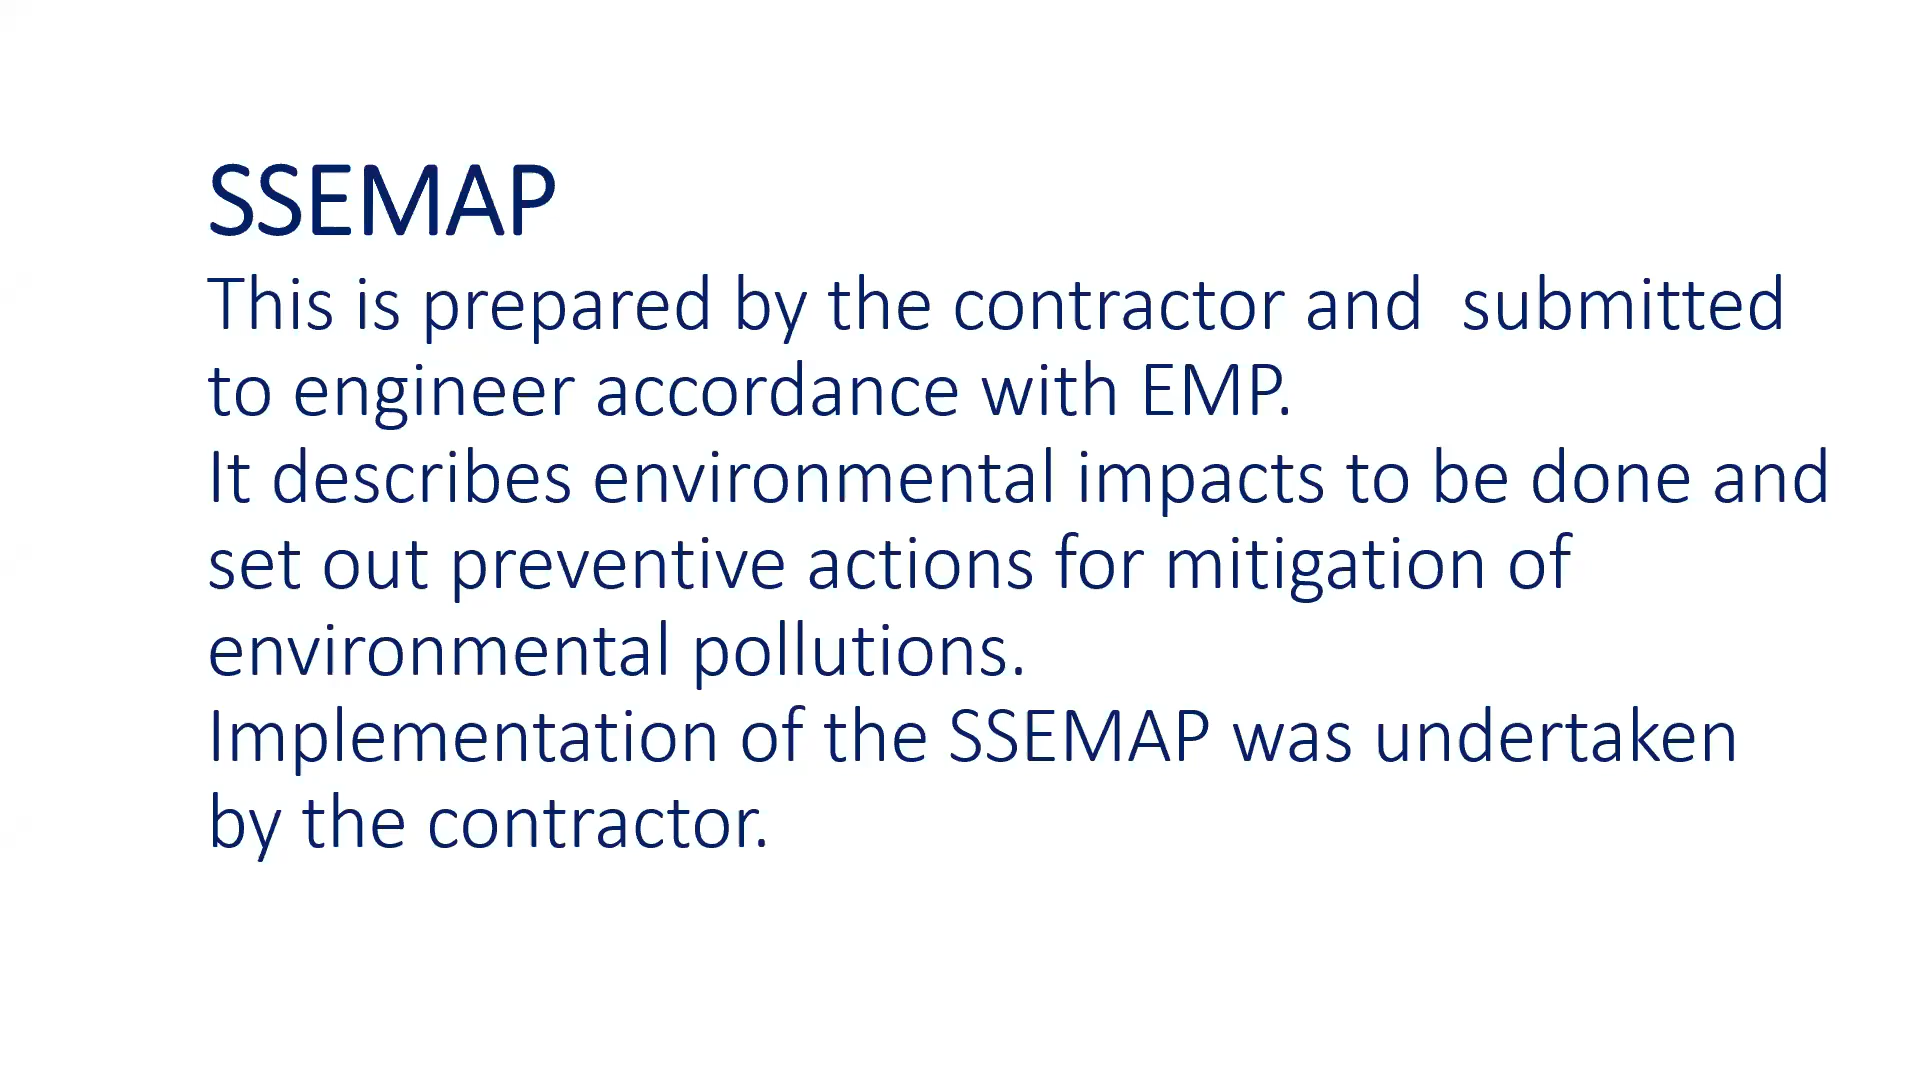 SSEMAP
This is prepared by the contractor and  submitted
to engineer accordance with EMP.
It describes environmental impacts to be done and
set out preventive actions for mitigation of
environmental pollutions.
Implementation of the SSEMAP was undertaken
by the contractor.